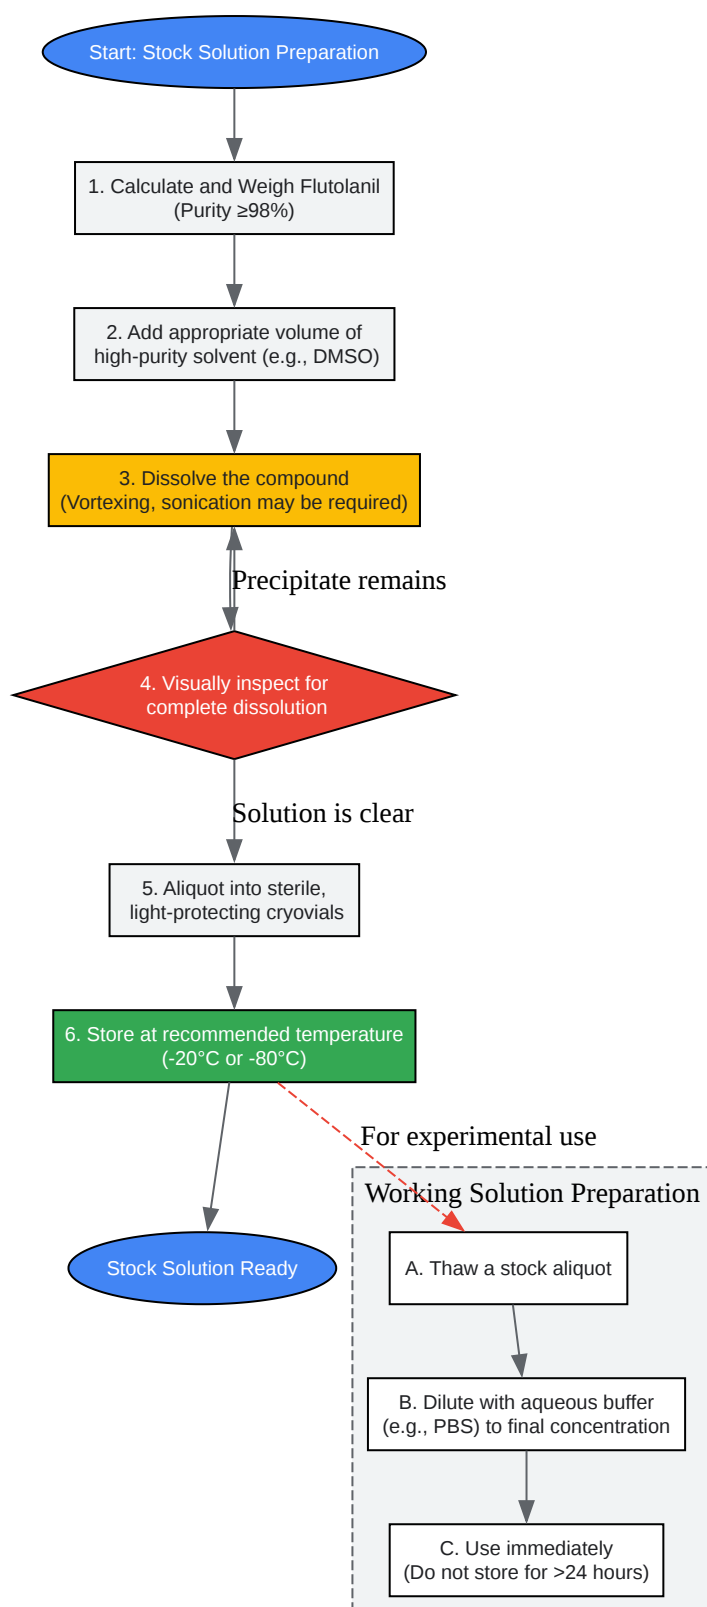 Start: Stock Solution Preparation
1. Calculate and Weigh Flutolanil
(Purity ≥98%)
2. Add appropriate volume of
high-purity solvent (e.g., DMSO)
3. Dissolve the compound
(Vortexing, sonication may be required)
Precipitate remains
4. Visually inspect for
complete dissolution
Solution is clear
5. Aliquot into sterile,
light-protecting cryovials
6. Store at recommended temperature
(-20°C or -80°C)
For experimental use
Working Solution Preparation
Stock Solution Ready
A. Thaw a stock aliquot
B. Dilute with aqueous buffer
(e.g., PBS) to final concentration
C. Use immediately
(Do not store for >24 hours)